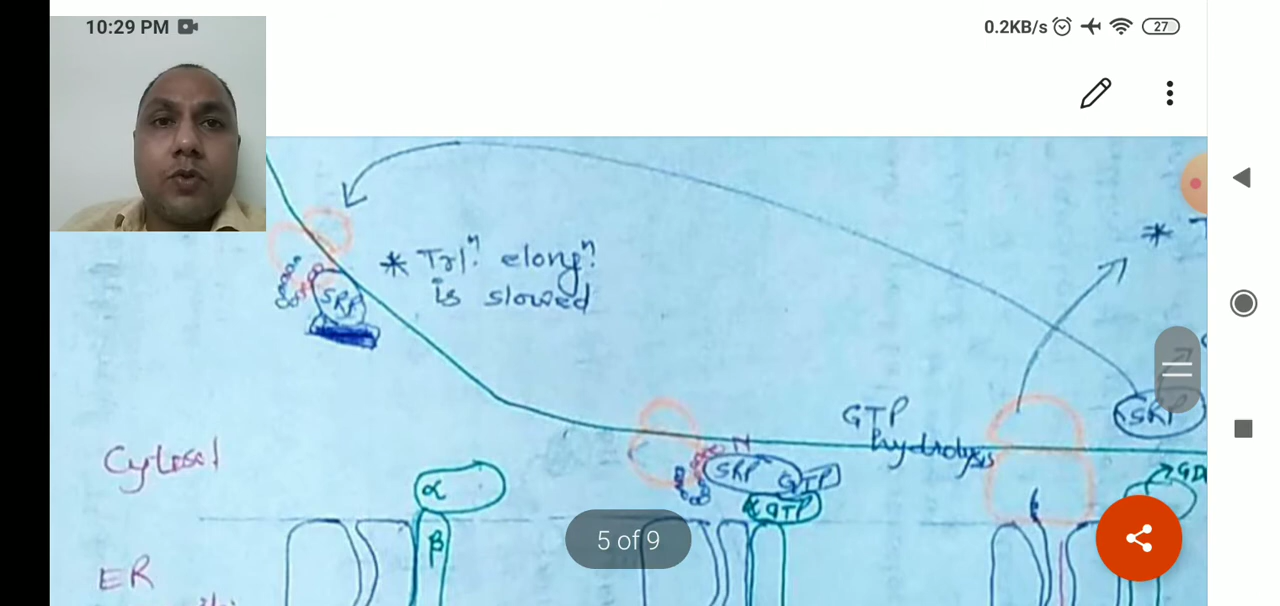 10:29 PM
0.2KB/s
27
* Trlⁿ. elongⁿ.
is slowed
SRP
SRP
GTP
hydrolysis
N
SRP
GTP
α GTP
GD
Cytosol
α
β
5 of 9
ER
* T